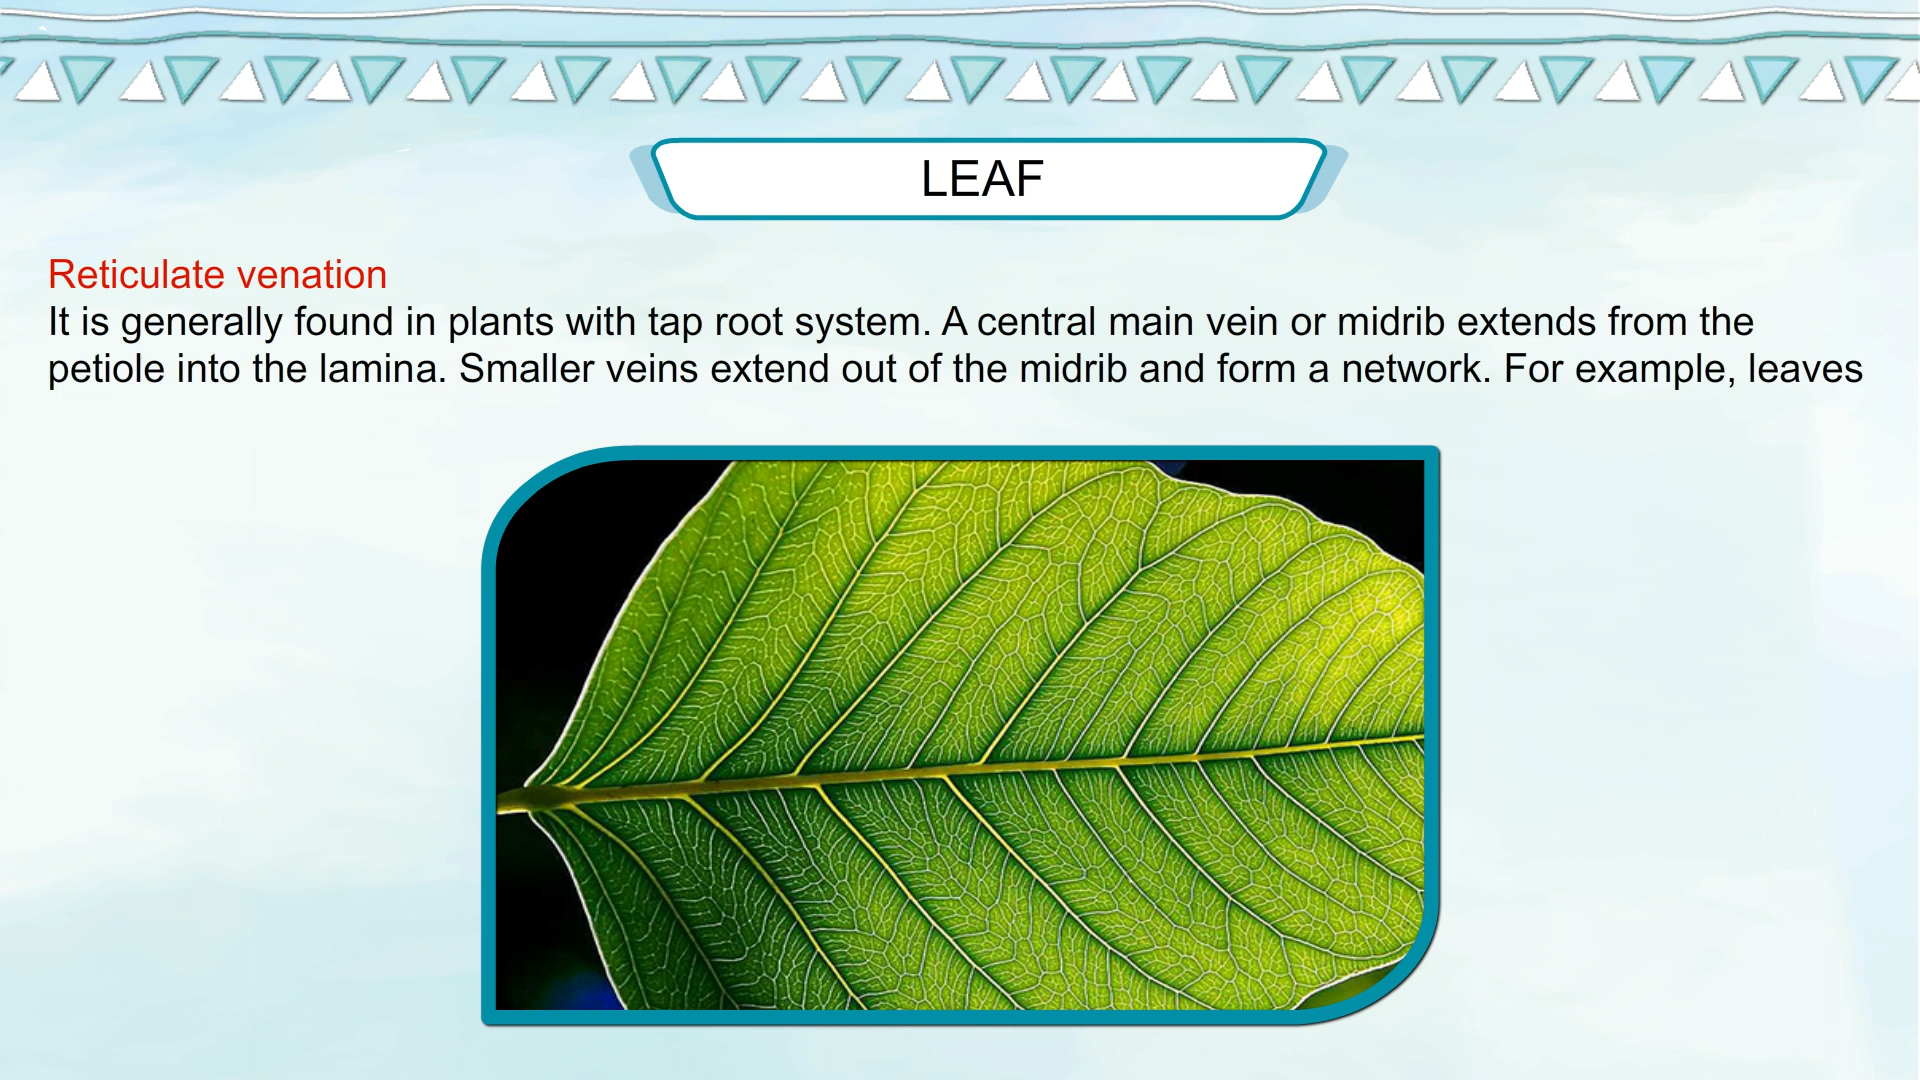 LEAF
Reticulate venation
It is generally found in plants with tap root system. A central main vein or midrib extends from the
petiole into the lamina. Smaller veins extend out of the midrib and form a network. For example, leaves